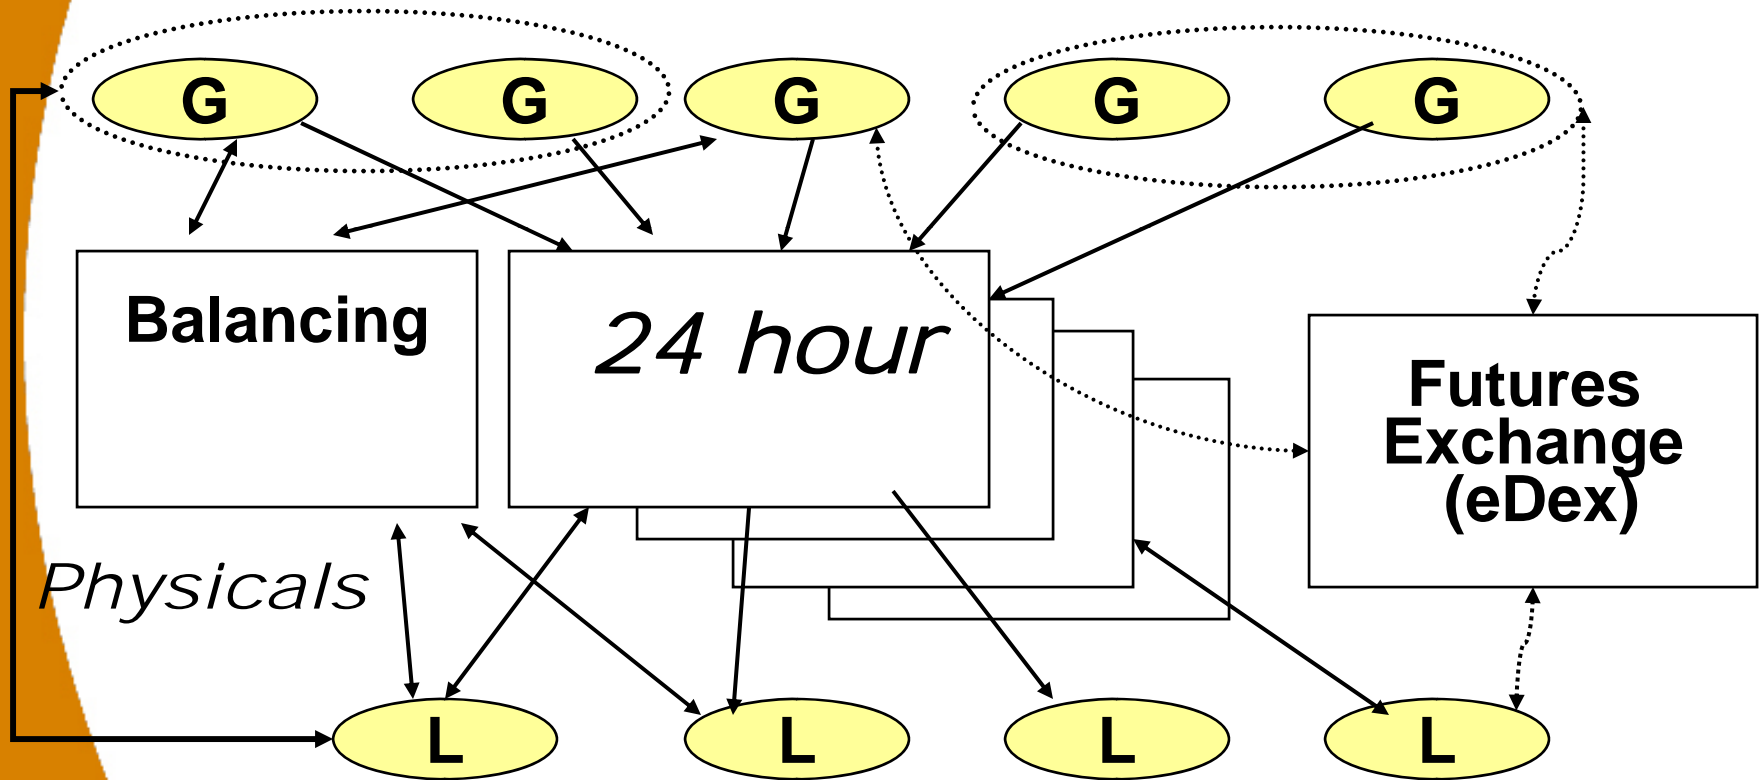 G G G G G
Balancing
24 hour
Futures
Exchange
(eDex)
Physicals
L L L L